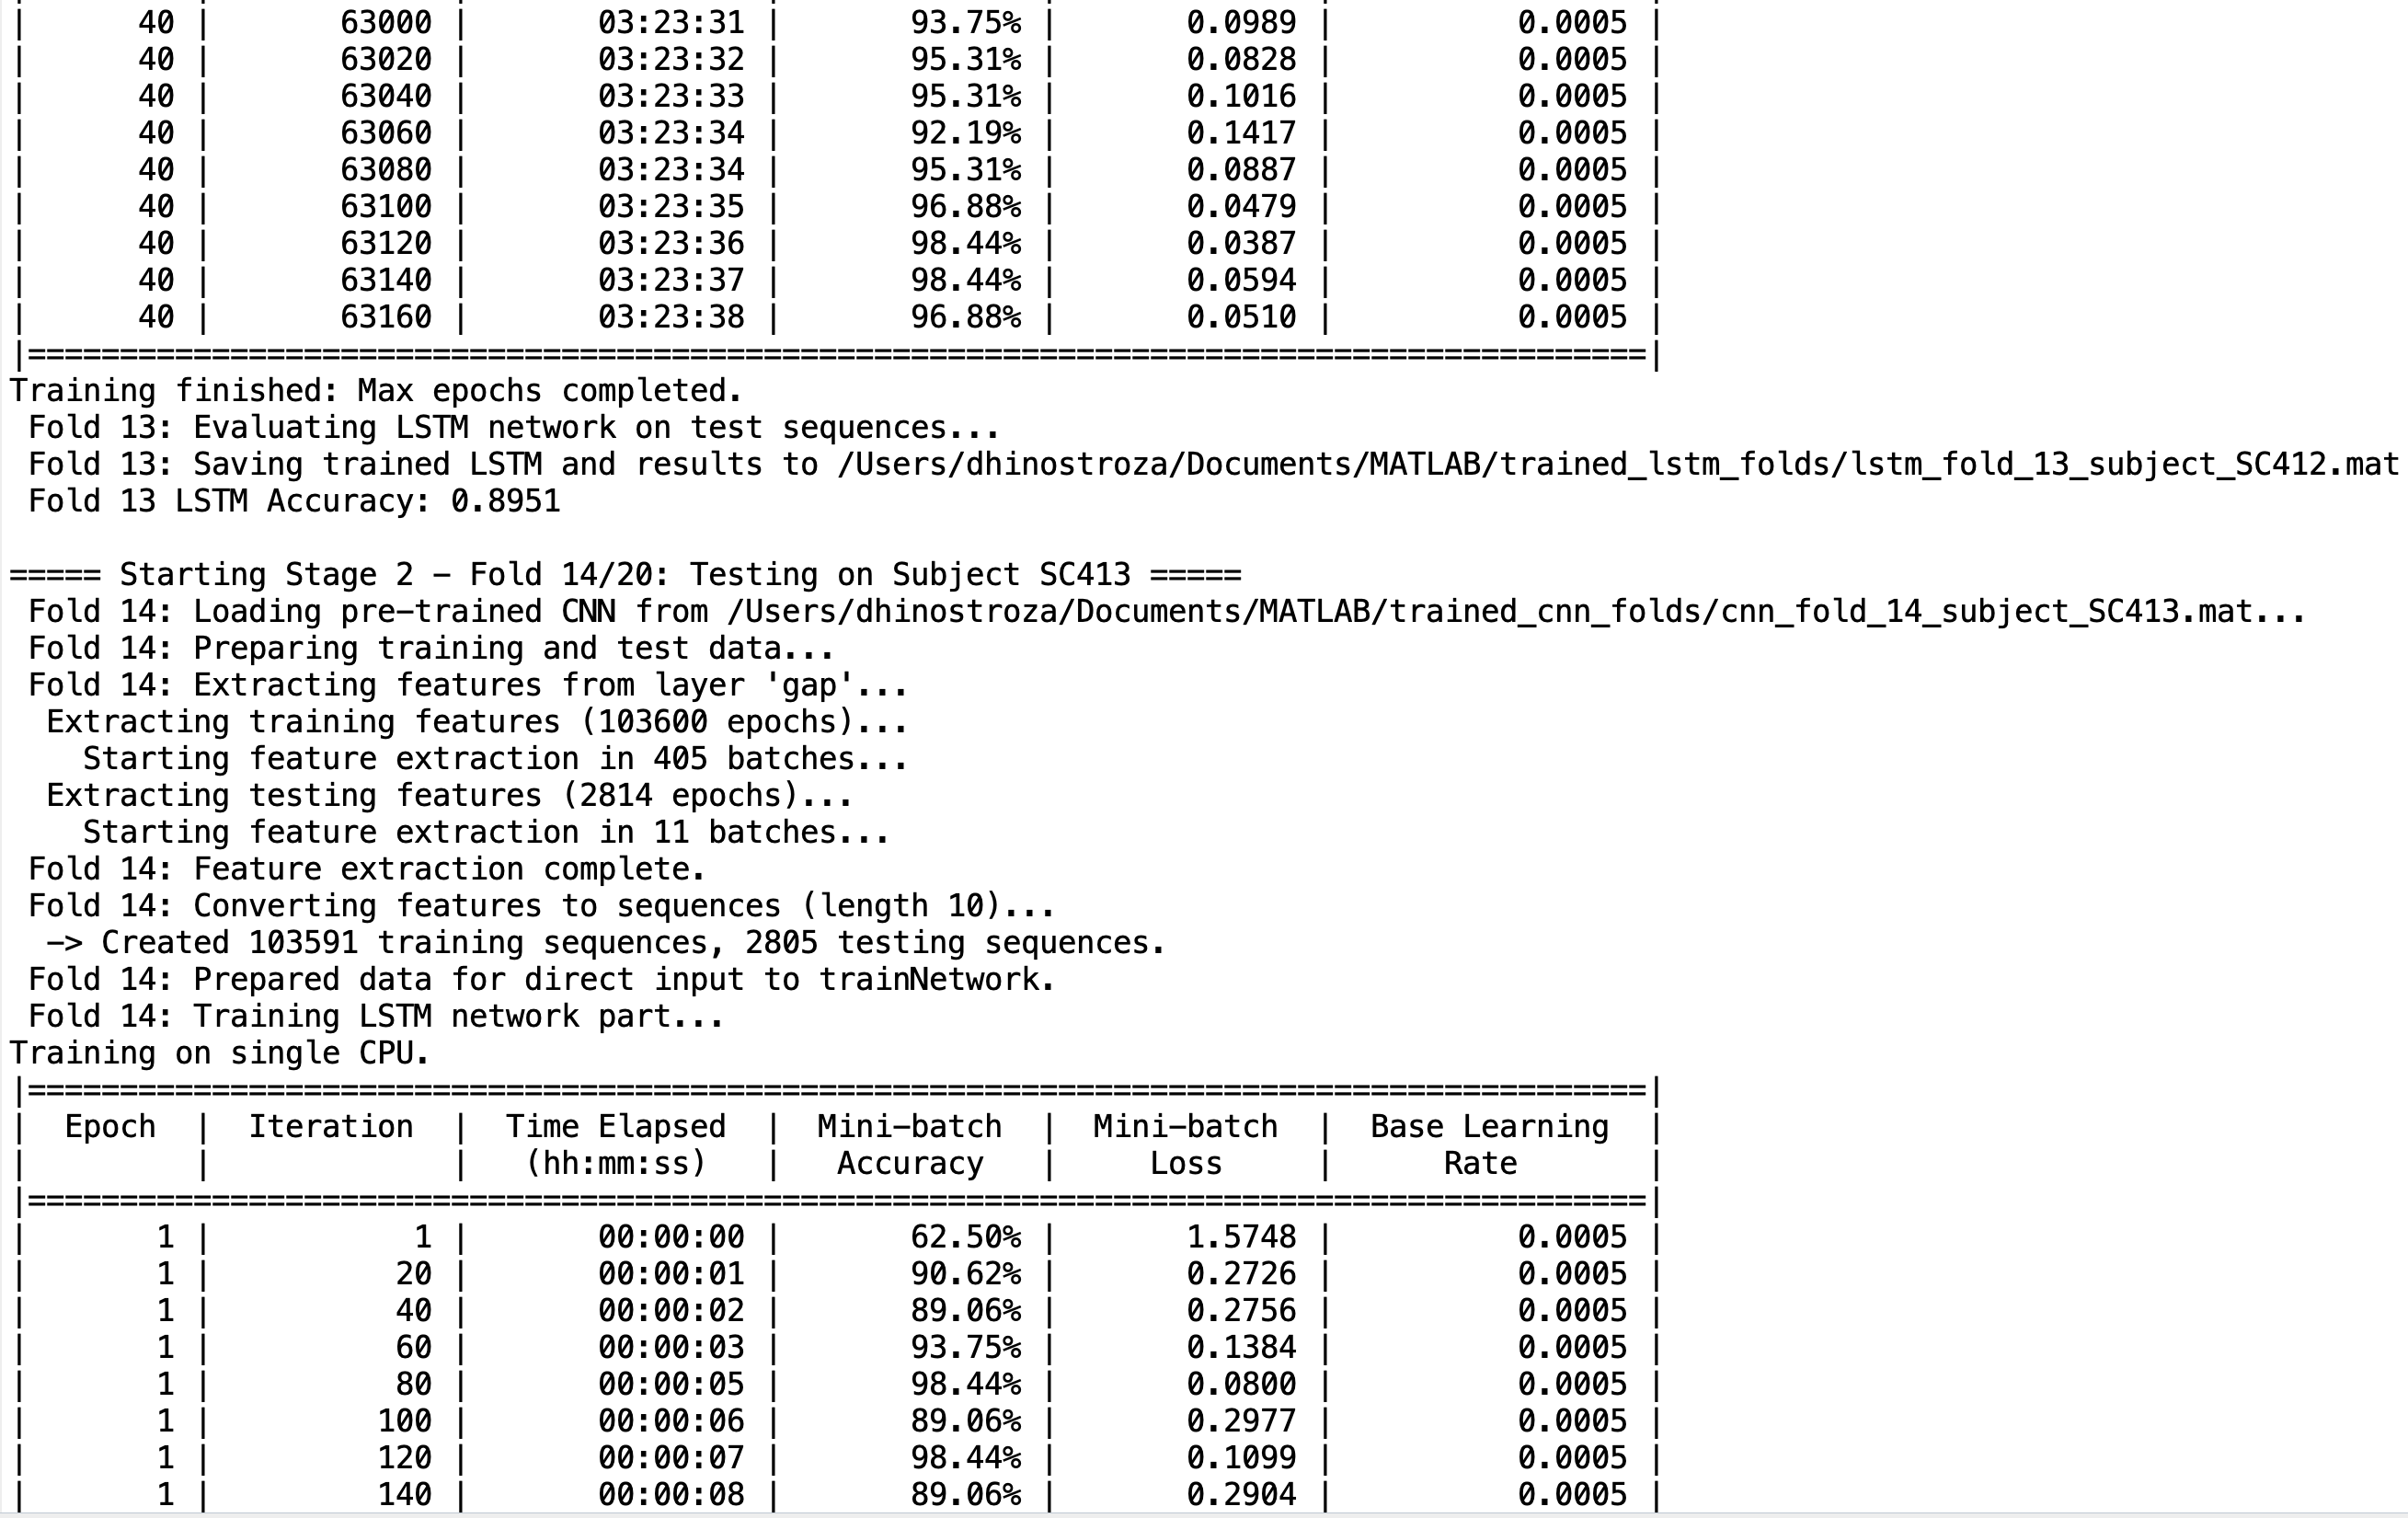 | 40 | 63000 | 03:23:31 | 93.75% | 0.0989 | 0.0005 |
| 40 | 63020 | 03:23:32 | 95.31% | 0.0828 | 0.0005 |
| 40 | 63040 | 03:23:33 | 95.31% | 0.1016 | 0.0005 |
| 40 | 63060 | 03:23:34 | 92.19% | 0.1417 | 0.0005 |
| 40 | 63080 | 03:23:34 | 95.31% | 0.0887 | 0.0005 |
| 40 | 63100 | 03:23:35 | 96.88% | 0.0479 | 0.0005 |
| 40 | 63120 | 03:23:36 | 98.44% | 0.0387 | 0.0005 |
| 40 | 63140 | 03:23:37 | 98.44% | 0.0594 | 0.0005 |
| 40 | 63160 | 03:23:38 | 96.88% | 0.0510 | 0.0005 |
|========================================================================================|
Training finished: Max epochs completed.
Fold 13: Evaluating LSTM network on test sequences...
Fold 13: Saving trained LSTM and results to /Users/dhinostroza/Documents/MATLAB/trained_lstm_folds/lstm_fold_13_subject_SC412.mat
Fold 13 LSTM Accuracy: 0.8951
===== Starting Stage 2 – Fold 14/20: Testing on Subject SC413 =====
Fold 14: Loading pre-trained CNN from /Users/dhinostroza/Documents/MATLAB/trained_cnn_folds/cnn_fold_14_subject_SC413.mat...
Fold 14: Preparing training and test data...
Fold 14: Extracting features from layer 'gap'...
Extracting training features (103600 epochs)...
Starting feature extraction in 405 batches...
Extracting testing features (2814 epochs)...
Starting feature extraction in 11 batches...
Fold 14: Feature extraction complete.
Fold 14: Converting features to sequences (length 10)...
-> Created 103591 training sequences, 2805 testing sequences.
Fold 14: Prepared data for direct input to trainNetwork.
Fold 14: Training LSTM network part...
Training on single CPU.
|========================================================================================|
| Epoch | Iteration | Time Elapsed | Mini-batch | Mini-batch | Base Learning |
| | | (hh:mm:ss) | Accuracy | Loss | Rate |
|========================================================================================|
| 1 | 1 | 00:00:00 | 62.50% | 1.5748 | 0.0005 |
| 1 | 20 | 00:00:01 | 90.62% | 0.2726 | 0.0005 |
| 1 | 40 | 00:00:02 | 89.06% | 0.2756 | 0.0005 |
| 1 | 60 | 00:00:03 | 93.75% | 0.1384 | 0.0005 |
| 1 | 80 | 00:00:05 | 98.44% | 0.0800 | 0.0005 |
| 1 | 100 | 00:00:06 | 89.06% | 0.2977 | 0.0005 |
| 1 | 120 | 00:00:07 | 98.44% | 0.1099 | 0.0005 |
| 1 | 140 | 00:00:08 | 89.06% | 0.2904 | 0.0005 |